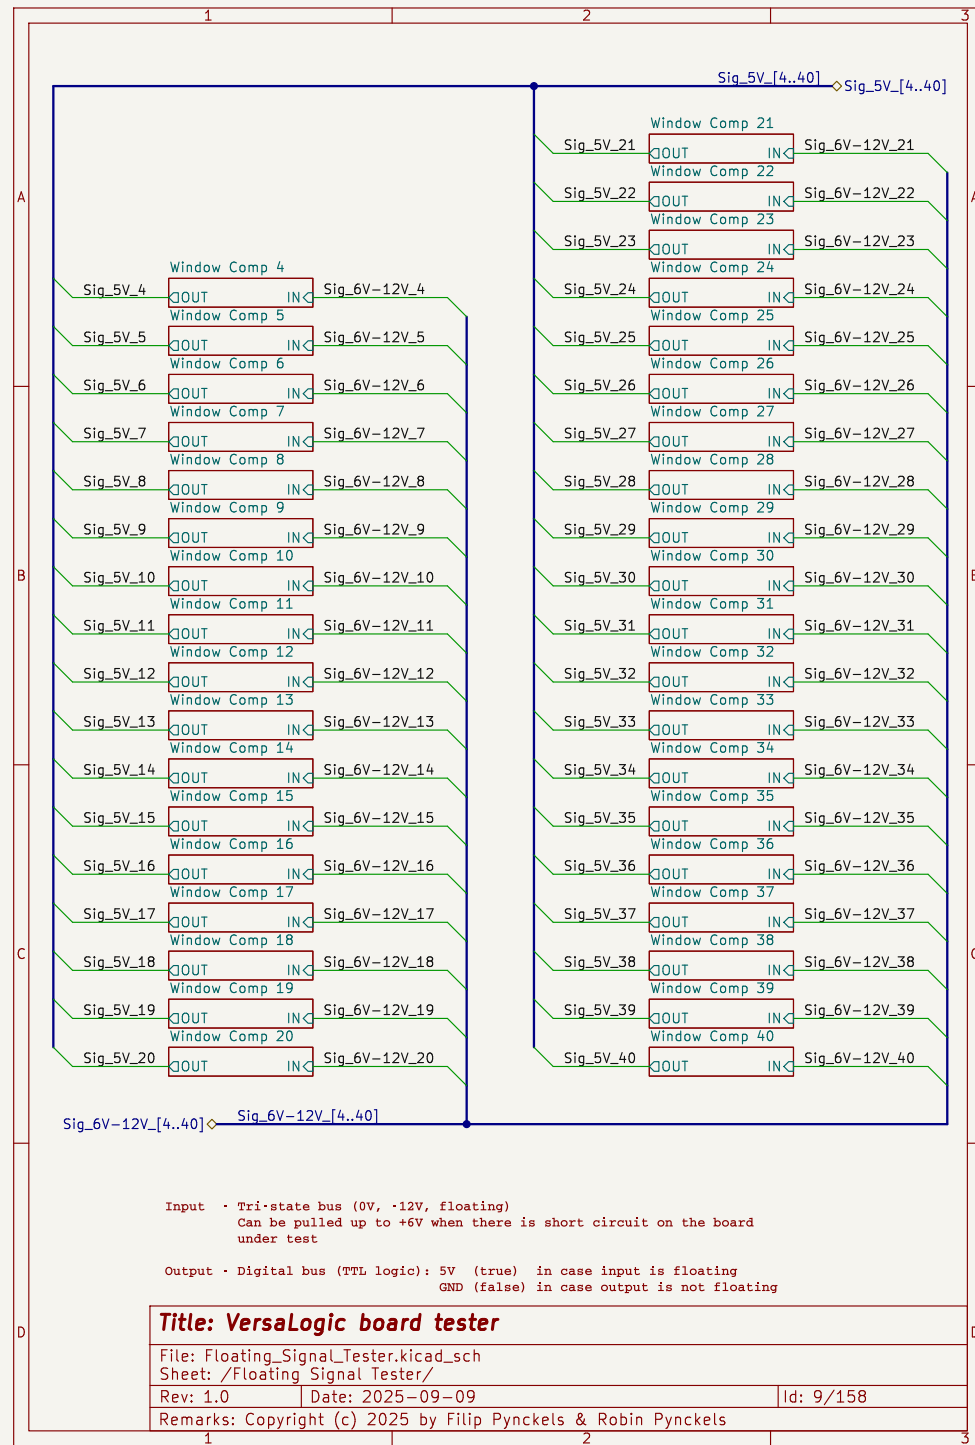 1 2 3
Sig_5V_[4..40] Sig_5V_[4..40]
A
Window Comp 4
Sig_5V_4 OUT IN Sig_6V-12V_4
Window Comp 5
Sig_5V_5 OUT IN Sig_6V-12V_5
Window Comp 6
Sig_5V_6 OUT IN Sig_6V-12V_6
Window Comp 7
Sig_5V_7 OUT IN Sig_6V-12V_7
Window Comp 8
Sig_5V_8 OUT IN Sig_6V-12V_8
Window Comp 9
Sig_5V_9 OUT IN Sig_6V-12V_9
Window Comp 10
B
Sig_5V_10 OUT IN Sig_6V-12V_10
Window Comp 11
Sig_5V_11 OUT IN Sig_6V-12V_11
Window Comp 12
Sig_5V_12 OUT IN Sig_6V-12V_12
Window Comp 13
Sig_5V_13 OUT IN Sig_6V-12V_13
Window Comp 14
Sig_5V_14 OUT IN Sig_6V-12V_14
Window Comp 15
Sig_5V_15 OUT IN Sig_6V-12V_15
Window Comp 16
Sig_5V_16 OUT IN Sig_6V-12V_16
Window Comp 17
Sig_5V_17 OUT IN Sig_6V-12V_17
Window Comp 18
C
Sig_5V_18 OUT IN Sig_6V-12V_18
Window Comp 19
Sig_5V_19 OUT IN Sig_6V-12V_19
Window Comp 20
Sig_5V_20 OUT IN Sig_6V-12V_20
Window Comp 21
Sig_5V_21 OUT IN Sig_6V-12V_21
Window Comp 22
Sig_5V_22 OUT IN Sig_6V-12V_22
Window Comp 23
Sig_5V_23 OUT IN Sig_6V-12V_23
Window Comp 24
Sig_5V_24 OUT IN Sig_6V-12V_24
Window Comp 25
Sig_5V_25 OUT IN Sig_6V-12V_25
Window Comp 26
Sig_5V_26 OUT IN Sig_6V-12V_26
Window Comp 27
Sig_5V_27 OUT IN Sig_6V-12V_27
Window Comp 28
Sig_5V_28 OUT IN Sig_6V-12V_28
Window Comp 29
Sig_5V_29 OUT IN Sig_6V-12V_29
Window Comp 30
Sig_5V_30 OUT IN Sig_6V-12V_30
Window Comp 31
Sig_5V_31 OUT IN Sig_6V-12V_31
Window Comp 32
Sig_5V_32 OUT IN Sig_6V-12V_32
Window Comp 33
Sig_5V_33 OUT IN Sig_6V-12V_33
Window Comp 34
Sig_5V_34 OUT IN Sig_6V-12V_34
Window Comp 35
Sig_5V_35 OUT IN Sig_6V-12V_35
Window Comp 36
Sig_5V_36 OUT IN Sig_6V-12V_36
Window Comp 37
Sig_5V_37 OUT IN Sig_6V-12V_37
Window Comp 38
Sig_5V_38 OUT IN Sig_6V-12V_38
Window Comp 39
Sig_5V_39 OUT IN Sig_6V-12V_39
Window Comp 40
Sig_5V_40 OUT IN Sig_6V-12V_40
Sig_6V-12V_[4..40] Sig_6V-12V_[4..40]
Input - Tri-state bus (0V, -12V, floating)
Can be pulled up to +6V when there is short circuit on the board
under test
Output - Digital bus (TTL logic): 5V (true) in case input is floating
GND (false) in case output is not floating
D
Title: VersaLogic board tester
File: Floating_Signal_Tester.kicad_sch
Sheet: /Floating Signal Tester/
Rev: 1.0 Date: 2025-09-09 Id: 9/158
Remarks: Copyright (c) 2025 by Filip Pynckels & Robin Pynckels
1 2 3